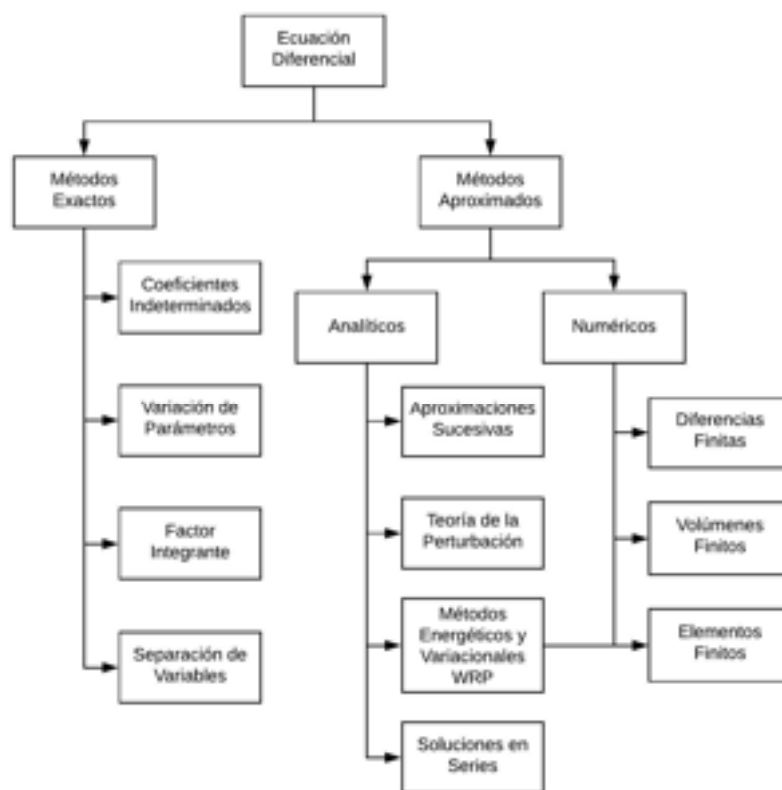 Ecuación
Diferencial
Métodos
Exactos
Métodos
Aproximados
Coeficientes
Indeterminados
Variación de
Parámetros
Factor
Integrante
Separación de
Variables
Analíticos
Numéricos
Aproximaciones
Sucesivas
Teoría de la
Perturbación
Métodos
Energéticos y
Variacionales
WRP
Soluciones en
Series
Diferencias
Finitas
Volúmenes
Finitos
Elementos
Finitos